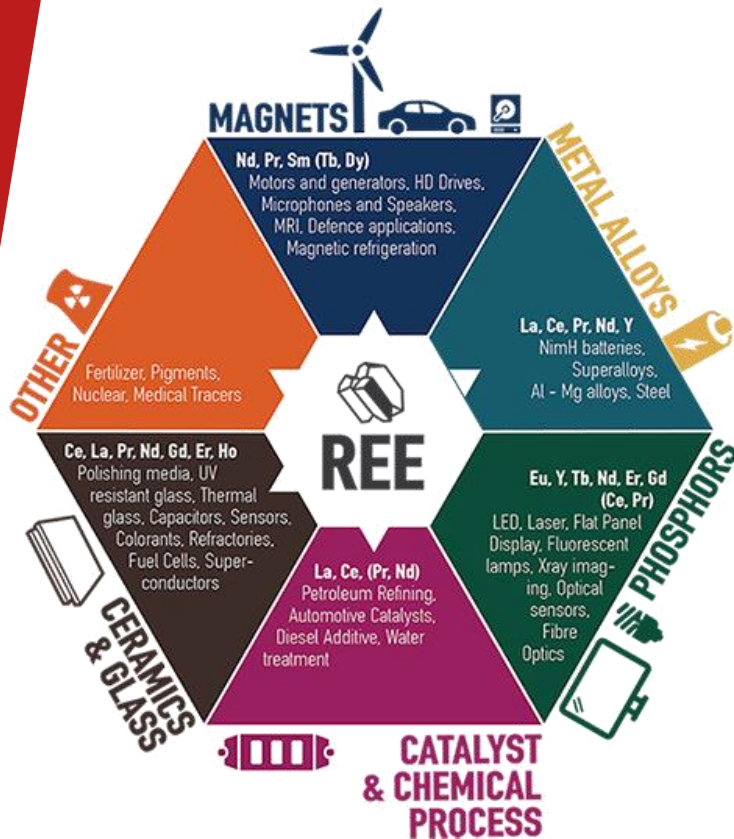 MAGNETS
Nd, Pr, Sm (Tb, Dy)
Motors and generators, HD Drives,
Microphones and Speakers,
MRI, Defence applications,
Magnetic refrigeration
METAL ALLOYS
La, Ce, Pr, Nd, Y
NimH batteries,
Superalloys,
Al - Mg alloys, Steel
OTHER
Fertilizer, Pigments,
Nuclear, Medical Tracers
REE
Ce, La, Pr, Nd, Gd, Er, Ho
Polishing media, UV
resistant glass, Thermal
glass, Capacitors, Sensors,
Colorants, Refractories,
Fuel Cells, Super-
conductors
CERAMICS
& GLASS
Eu, Y, Tb, Nd, Er, Gd
(Ce, Pr)
LED, Laser, Flat Panel
Display, Fluorescent
lamps, Xray imag-
ing, Optical
sensors,
Fibre
Optics
PHOSPHORS
La, Ce, (Pr, Nd)
Petroleum Refining,
Automotive Catalysts,
Diesel Additive, Water
treatment
CATALYST
& CHEMICAL
PROCESS